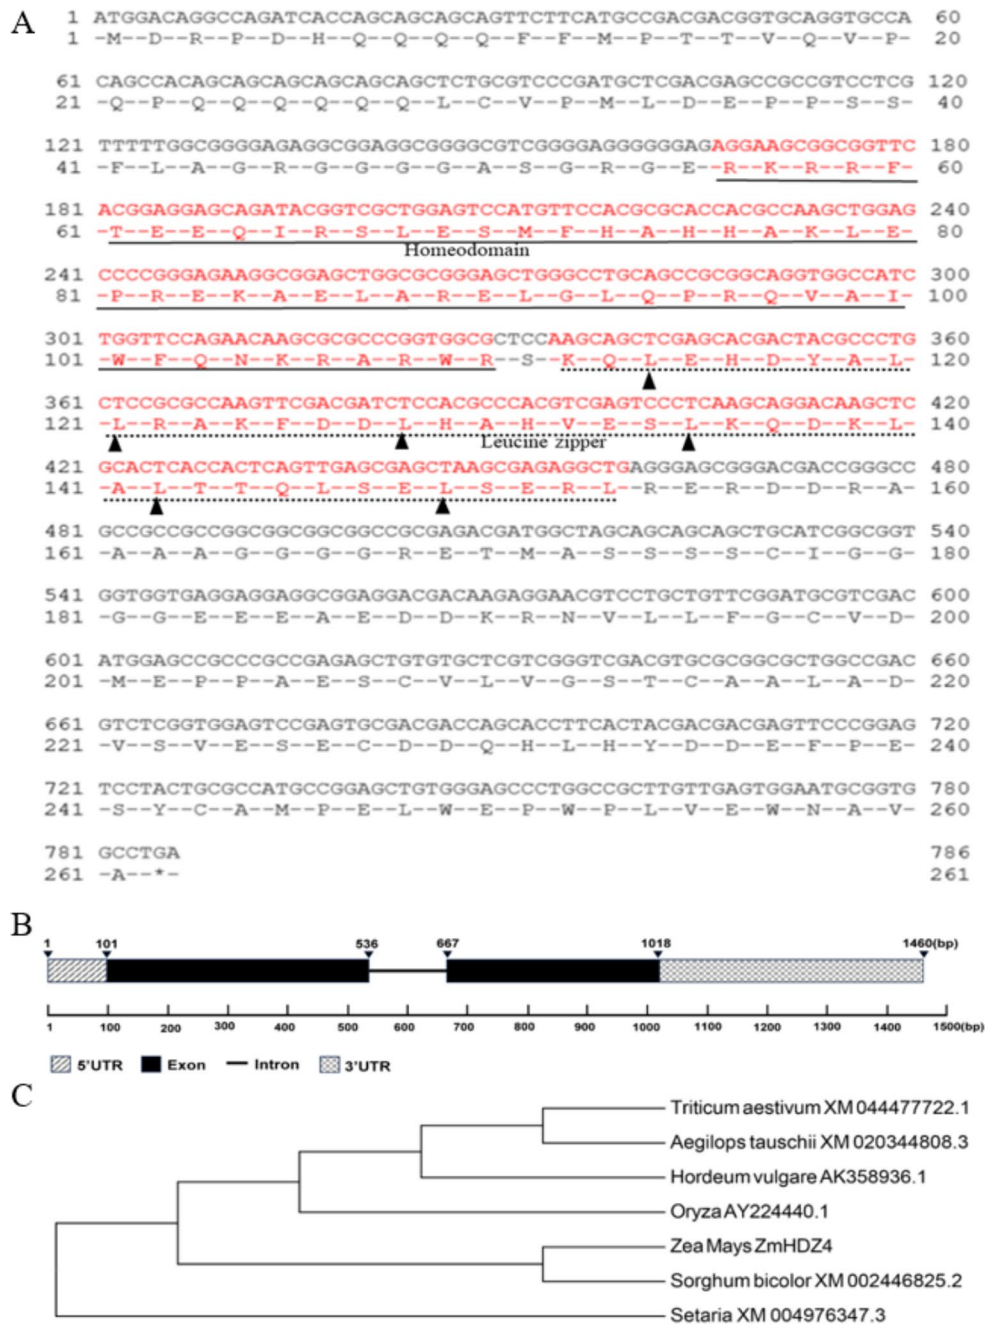 A
1 ATGGACAGGCCAGATCACCAGCAGCAGCAGTTCTTCATGCCGACGACGGTGCAGGTGCCA 60
1 -M--D--R--P--D--H--Q--Q--Q--Q--F--F--M--P--T--T--V--Q--V--P- 20
61 CAGCCACAGCAGCAGCAGCAGCAGCTCTGCGTCCCGATGCTCGACGAGCCGCCGTCCTCG 120
21 -Q--P--Q--Q--Q--Q--Q--Q--L--C--V--P--M--L--D--E--P--P--S--S- 40
121 TTTTTGGCGGGGAGAGGCGGAGGCGGGGCGTCGGGGAGGGGGGAGAGGAAGCGGCGGTTC 180
41 -F--L--A--G--R--G--G--G--G--A--S--G--R--G--E--R--K--R--R--F- 60
181 ACGGAGGAGCAGATACGGTCGCTGGAGTCCATGTTCCACGCGCACCACGCCAAGCTGGAG 240
61 -T--E--E--Q--I--R--S--L--E--S--M--F--H--A--H--H--A--K--L--E- 80
Homeodomain
241 CCCCGGGAGAAGGCGGAGCTGGCGCGGGAGCTGGGCCTGCAGCCGCGGCAGGTGGCCATC 300
81 -P--R--E--K--A--E--L--A--R--E--L--G--L--Q--P--R--Q--V--A--I- 100
301 TGGTTCCAGAACAAGCGCGCCCGGTGGCGCTCCAAGCAGCTCGAGCACGACTACGCCCTG 360
101 -W--F--Q--N--K--R--A--R--W--R--S--K--Q--L--E--H--D--Y--A--L- 120
361 CTCCGCGCCAAGTTCGACGATCTCCACGCCCACGTCGAGTCCCTCAAGCAGGACAAGCTC 420
121 -L--R--A--K--F--D--D--L--H--A--H--V--E--S--L--K--Q--D--K--L- 140
Leucine zipper
421 GCACTCACCACTCAGTTGAGCGAGCTAAGCGAGAGGCTGAGGGAGCGGGACGACCGGGCC 480
141 -A--L--T--T--Q--L--S--E--L--S--E--R--L--R--E--R--D--D--R--A- 160
481 GCCGCCGCCGGCGGCGGCGGCCGCGAGACGATGGCTAGCAGCAGCAGCTGCATCGGCGGT 540
161 -A--A--A--G--G--G--G--R--E--T--M--A--S--S--S--S--C--I--G--G- 180
541 GGTGGTGAGGAGGAGGCGGAGGACGACAAGAGGAACGTCCTGCTGTTCGGATGCGTCGAC 600
181 -G--G--E--E--E--A--E--D--D--K--R--N--V--L--L--F--G--C--V--D- 200
601 ATGGAGCCGCCCGCCGAGAGCTGTGTGCTCGTCGGGTCGACGTGCGCGGCGCTGGCCGAC 660
201 -M--E--P--P--A--E--S--C--V--L--V--G--S--T--C--A--A--L--A--D- 220
661 GTCTCGGTGGAGTCCGAGTGCGACGACCAGCACCTTCACTACGACGACGAGTTCCCGGAG 720
221 -V--S--V--E--S--E--C--D--D--Q--H--L--H--Y--D--D--E--F--P--E- 240
721 TCCTACTGCGCCATGCCGGAGCTGTGGGAGCCCTGGCCGCTTGTTGAGTGGAATGCGGTG 780
241 -S--Y--C--A--M--P--E--L--W--E--P--W--P--L--V--E--W--N--A--V- 260
781 GCCTGA 786
261 -A--*- 261
B
1 101 536 667 1018 1460(bp)
1 100 200 300 400 500 600 700 800 900 1000 1100 1200 1300 1400 1500(bp)
5'UTR Exon Intron 3'UTR
C
Triticum aestivum XM 044477722.1
Aegilops tauschii XM 020344808.3
Hordeum vulgare AK358936.1
Oryza AY224440.1
Zea Mays ZmHDZ4
Sorghum bicolor XM 002446825.2
Setaria XM 004976347.3